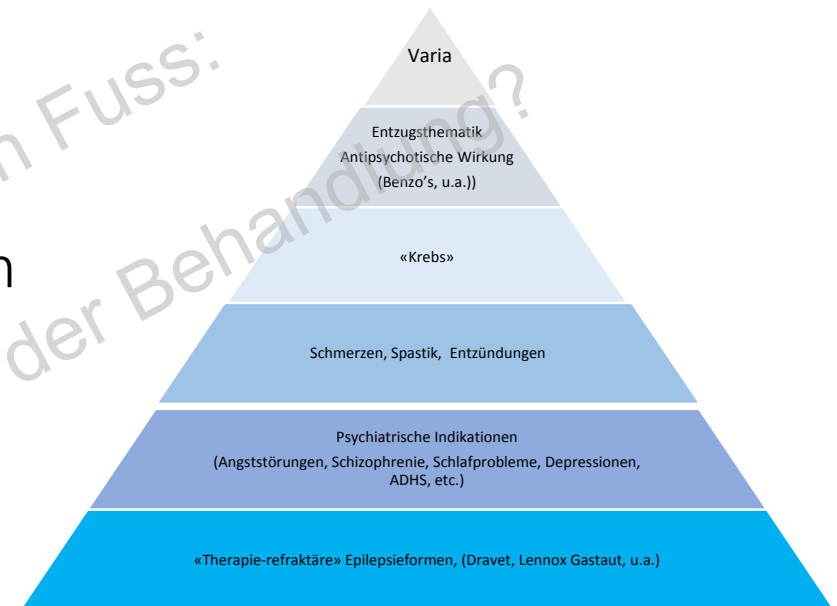 Fuss:
der Behandlung?
Varia
Entzugsthematik
Antipsychotische Wirkung
(Benzo's, u.a.))
«Krebs»
Schmerzen, Spastik, Entzündungen
Psychiatrische Indikationen
(Angststörungen, Schizophrenie, Schlafprobleme, Depressionen,
ADHS, etc.)
«Therapie-refraktäre» Epilepsieformen, (Dravet, Lennox Gastaut, u.a.)